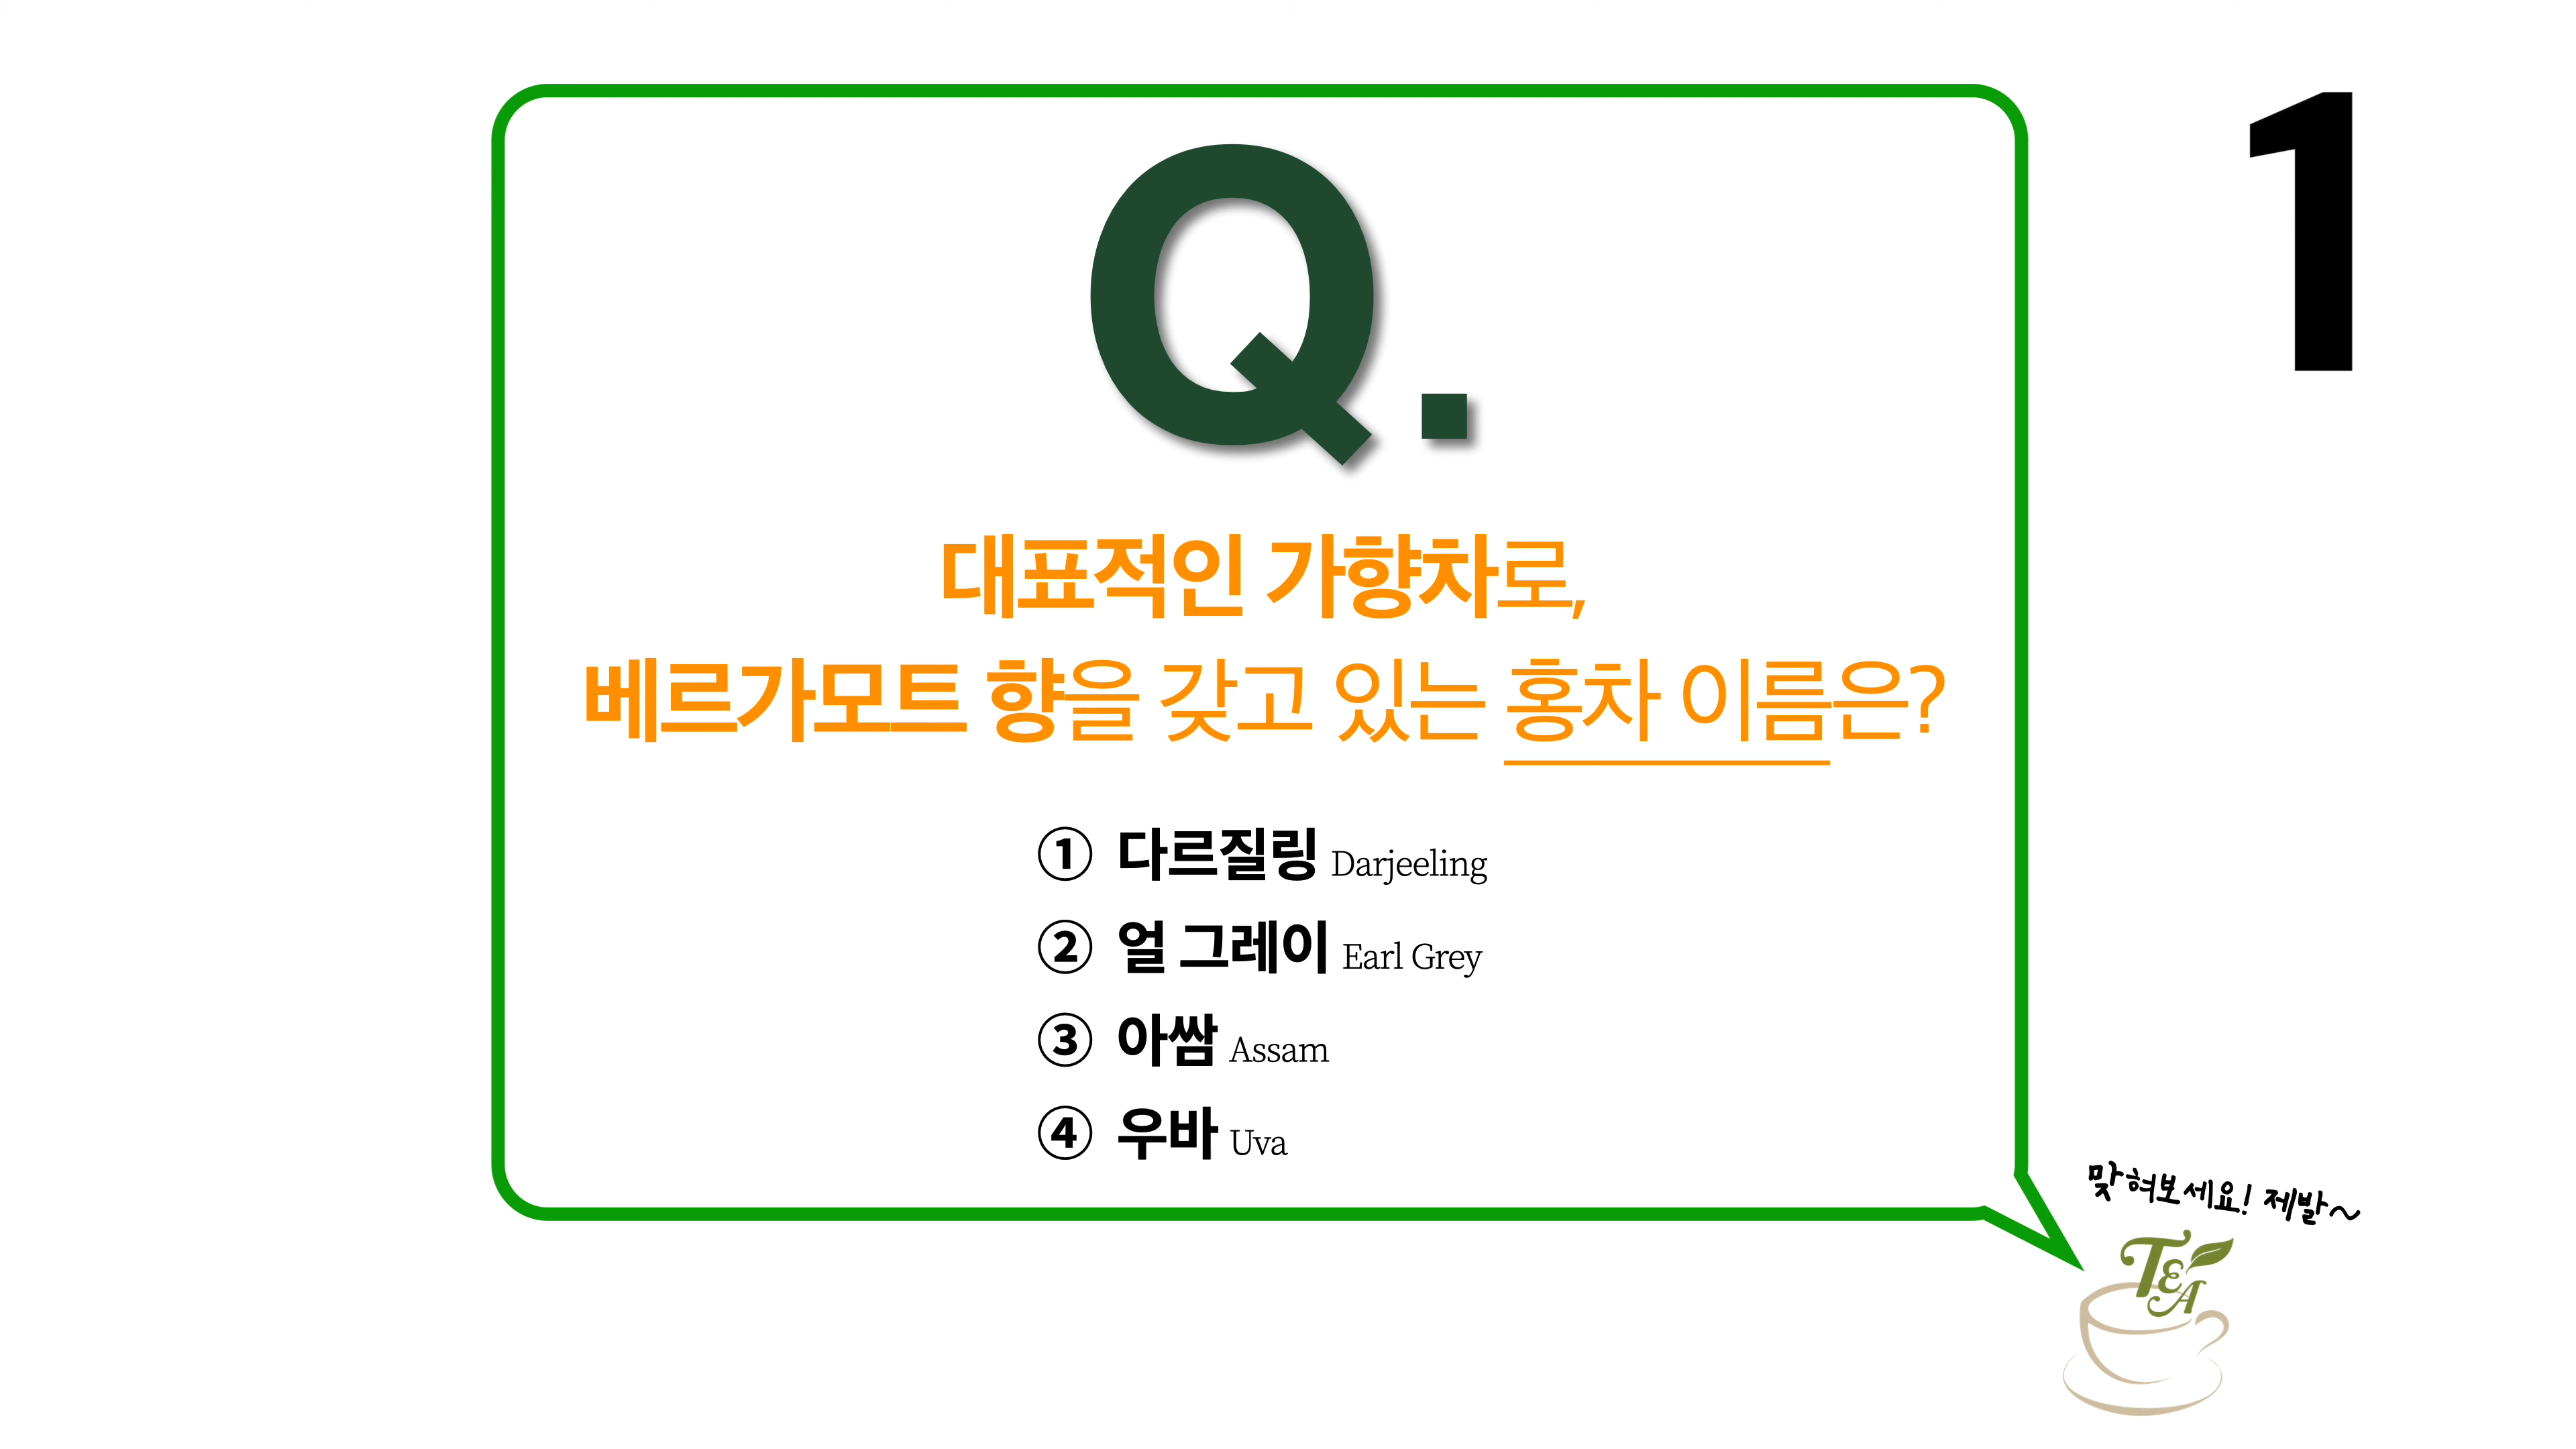 1
Q.
대표적인 가향차로,
베르가모트 향을 갖고 있는 홍차 이름은?
① 다르질링 Darjeeling
② 얼 그레이 Earl Grey
③ 아쌈 Assam
④ 우바 Uva
맞혀보세요! 제발~
TEA